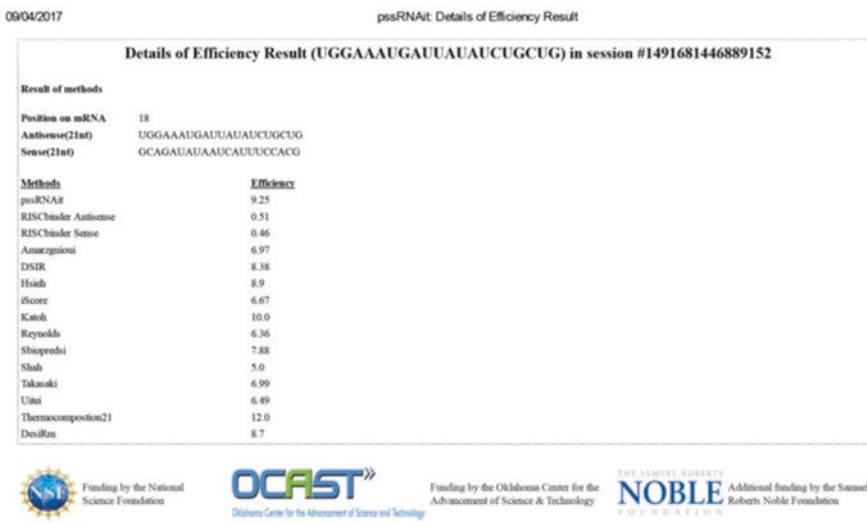 09/04/2017
pssRNAit: Details of Efficiency Result
Details of Efficiency Result (UGGAAAUGAUUAUAUCUGCUG) in session #1491681446889152
Result of methods
Position on mRNA 18
Antisense(21nt) UGGAAAUGAUUAUAUCUGCUG
Sense(21nt) GCAGAUAUAAUCAUUUCCACG
Methods Efficiency
pssRNAit 9.25
RISCbinder Antisense 0.51
RISCbinder Sense 0.46
Amarzguioui 6.97
DSIR 8.38
Hsieh 8.9
iScore 6.67
Katoh 10.0
Reynolds 6.36
Sbiopredsi 7.88
Shah 5.0
Takasaki 6.99
Uitei 6.49
Thermocompostion21 12.0
DesiRm 8.7
NSF
Funding by the National
Science Foundation
OCAST
Oklahoma Center for the Advancement of Science and Technology
Funding by the Oklahoma Center for the
Advancement of Science & Technology
THE SAMUEL ROBERTS
NOBLE
FOUNDATION
Additional funding by the Samuel
Roberts Noble Foundation